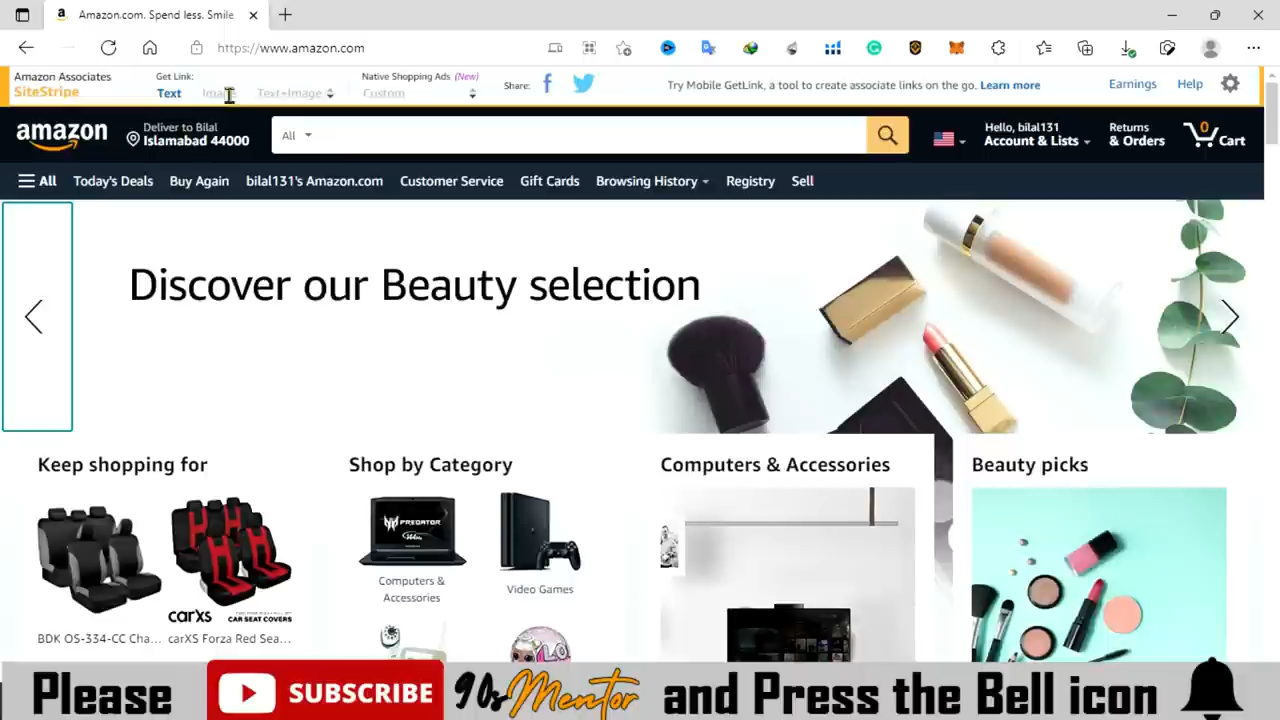 Amazon.com. Spend less. Smile
https://www.amazon.com
Amazon Associates
SiteStripe
Get Link:
Text Image Text+Image
Native Shopping Ads (New)
Custom
Share:
Try Mobile GetLink, a tool to create associate links on the go. Learn more
Earnings
Help
amazon
Deliver to Bilal
Islamabad 44000
All
Hello, bilal131
Account & Lists
Returns
& Orders
0
Cart
All
Today's Deals
Buy Again
bilal131's Amazon.com
Customer Service
Gift Cards
Browsing History
Registry
Sell
Discover our Beauty selection
Keep shopping for
carXS
BDK OS-334-CC Cha...
carXS Forza Red Sea...
Shop by Category
PREDATOR
Computers &
Accessories
Video Games
Computers & Accessories
Beauty picks
Please SUBSCRIBE 90s Mentor and Press the Bell icon